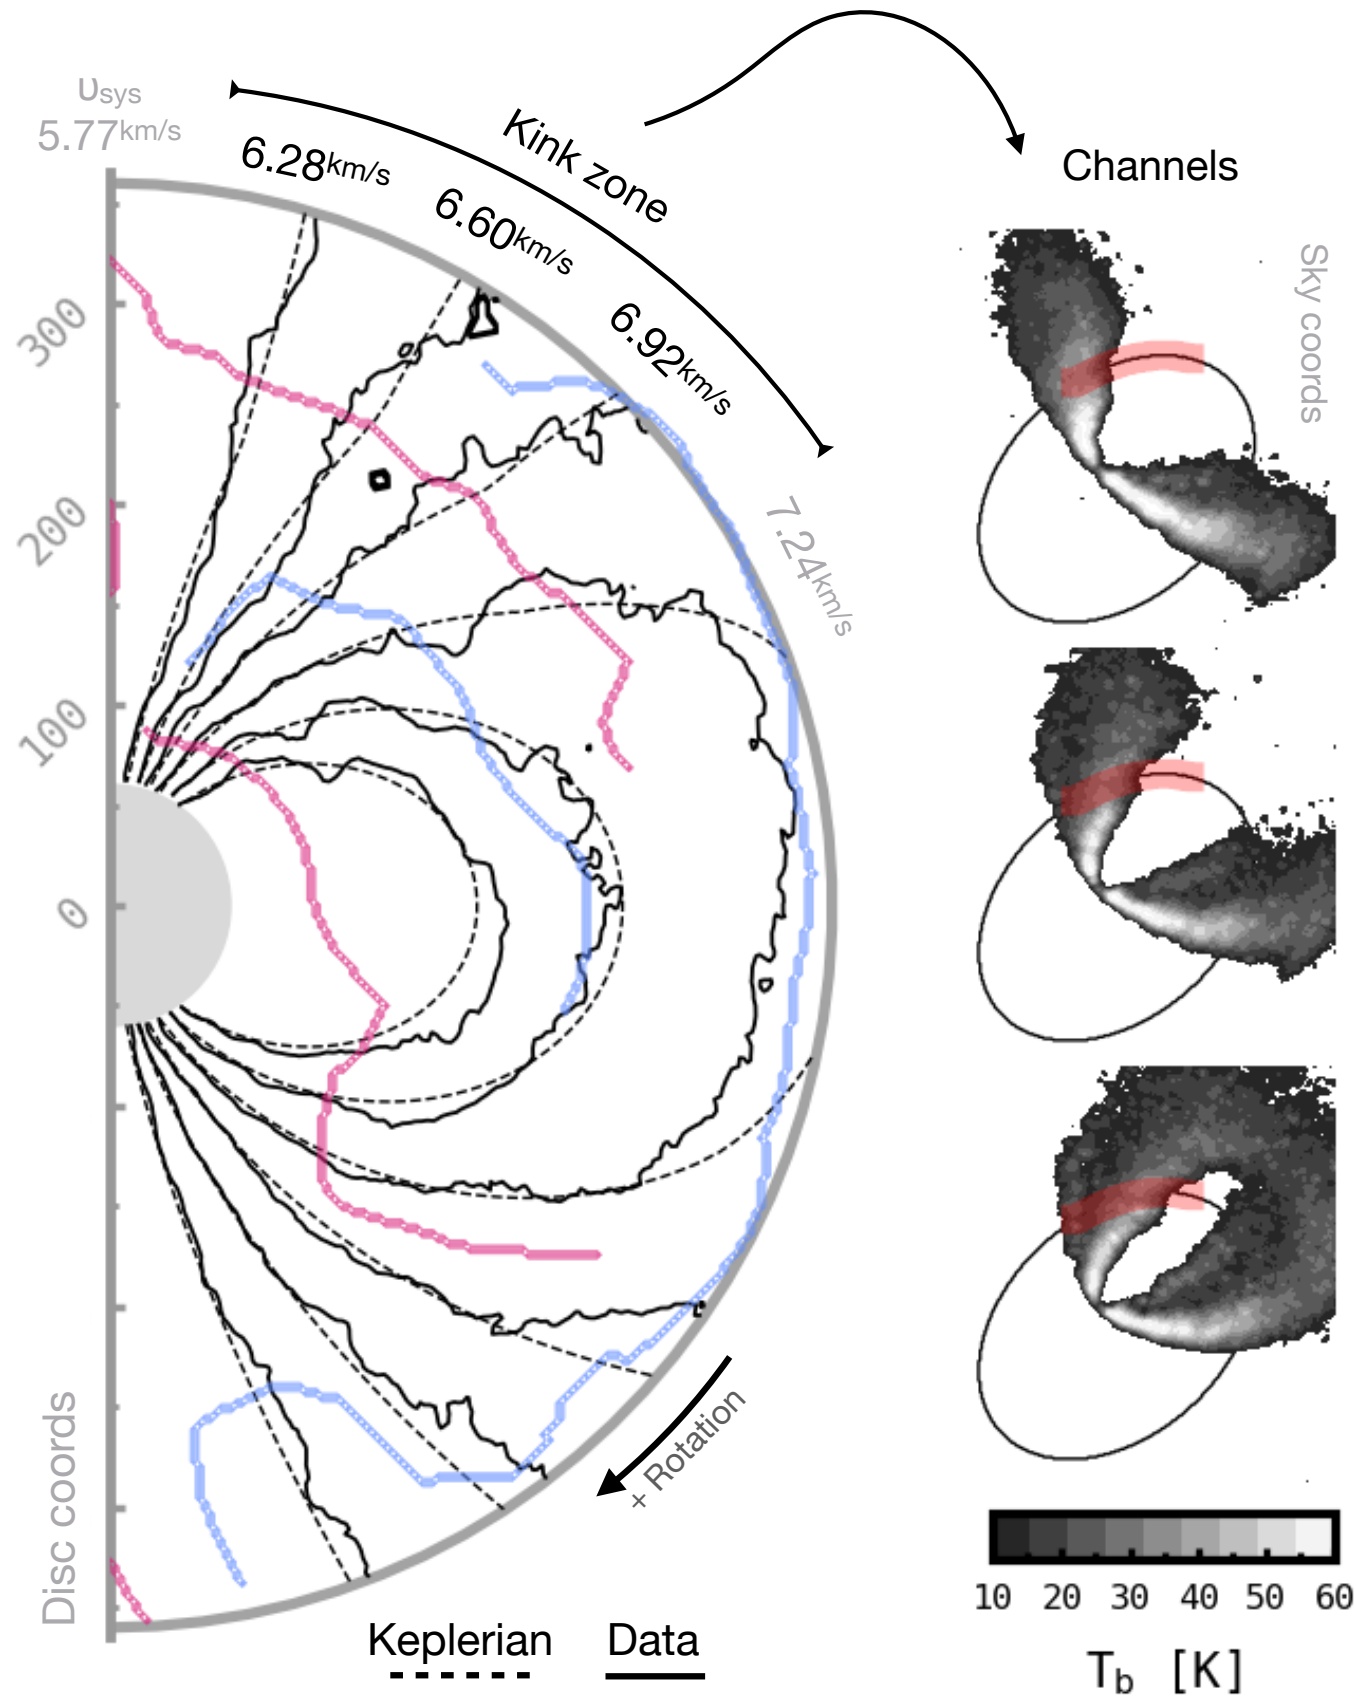 υsys
5.77km/s
6.28km/s
Kink zone
6.60km/s
6.92km/s
7.24km/s
Channels
Sky coords
300
200
100
0
Disc coords
+ Rotation
Keplerian
Data
10 20 30 40 50 60
Tb [K]